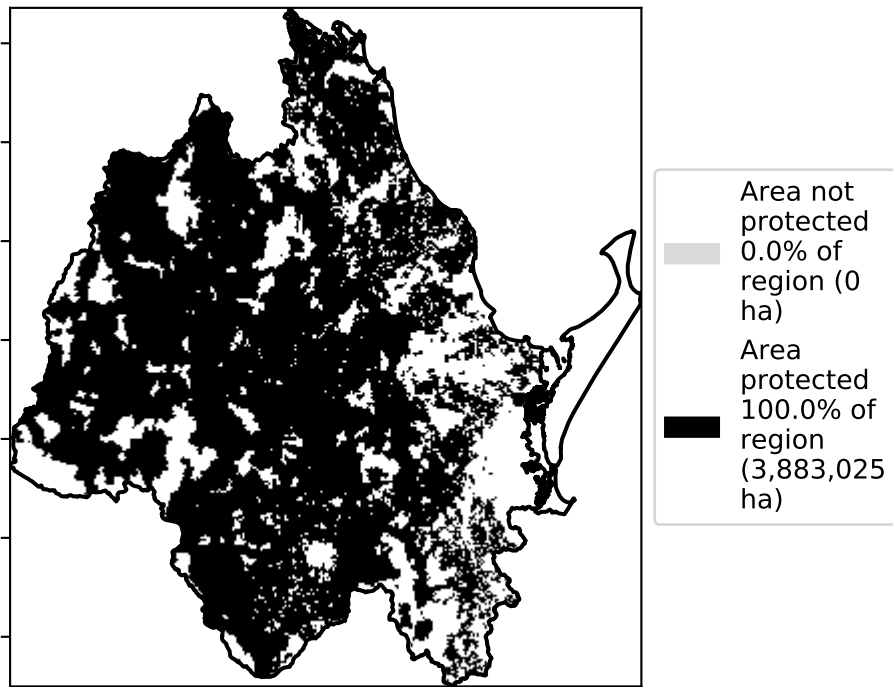 Area not
protected
0.0% of
region (0
ha)
Area
protected
100.0% of
region
(3,883,025
ha)